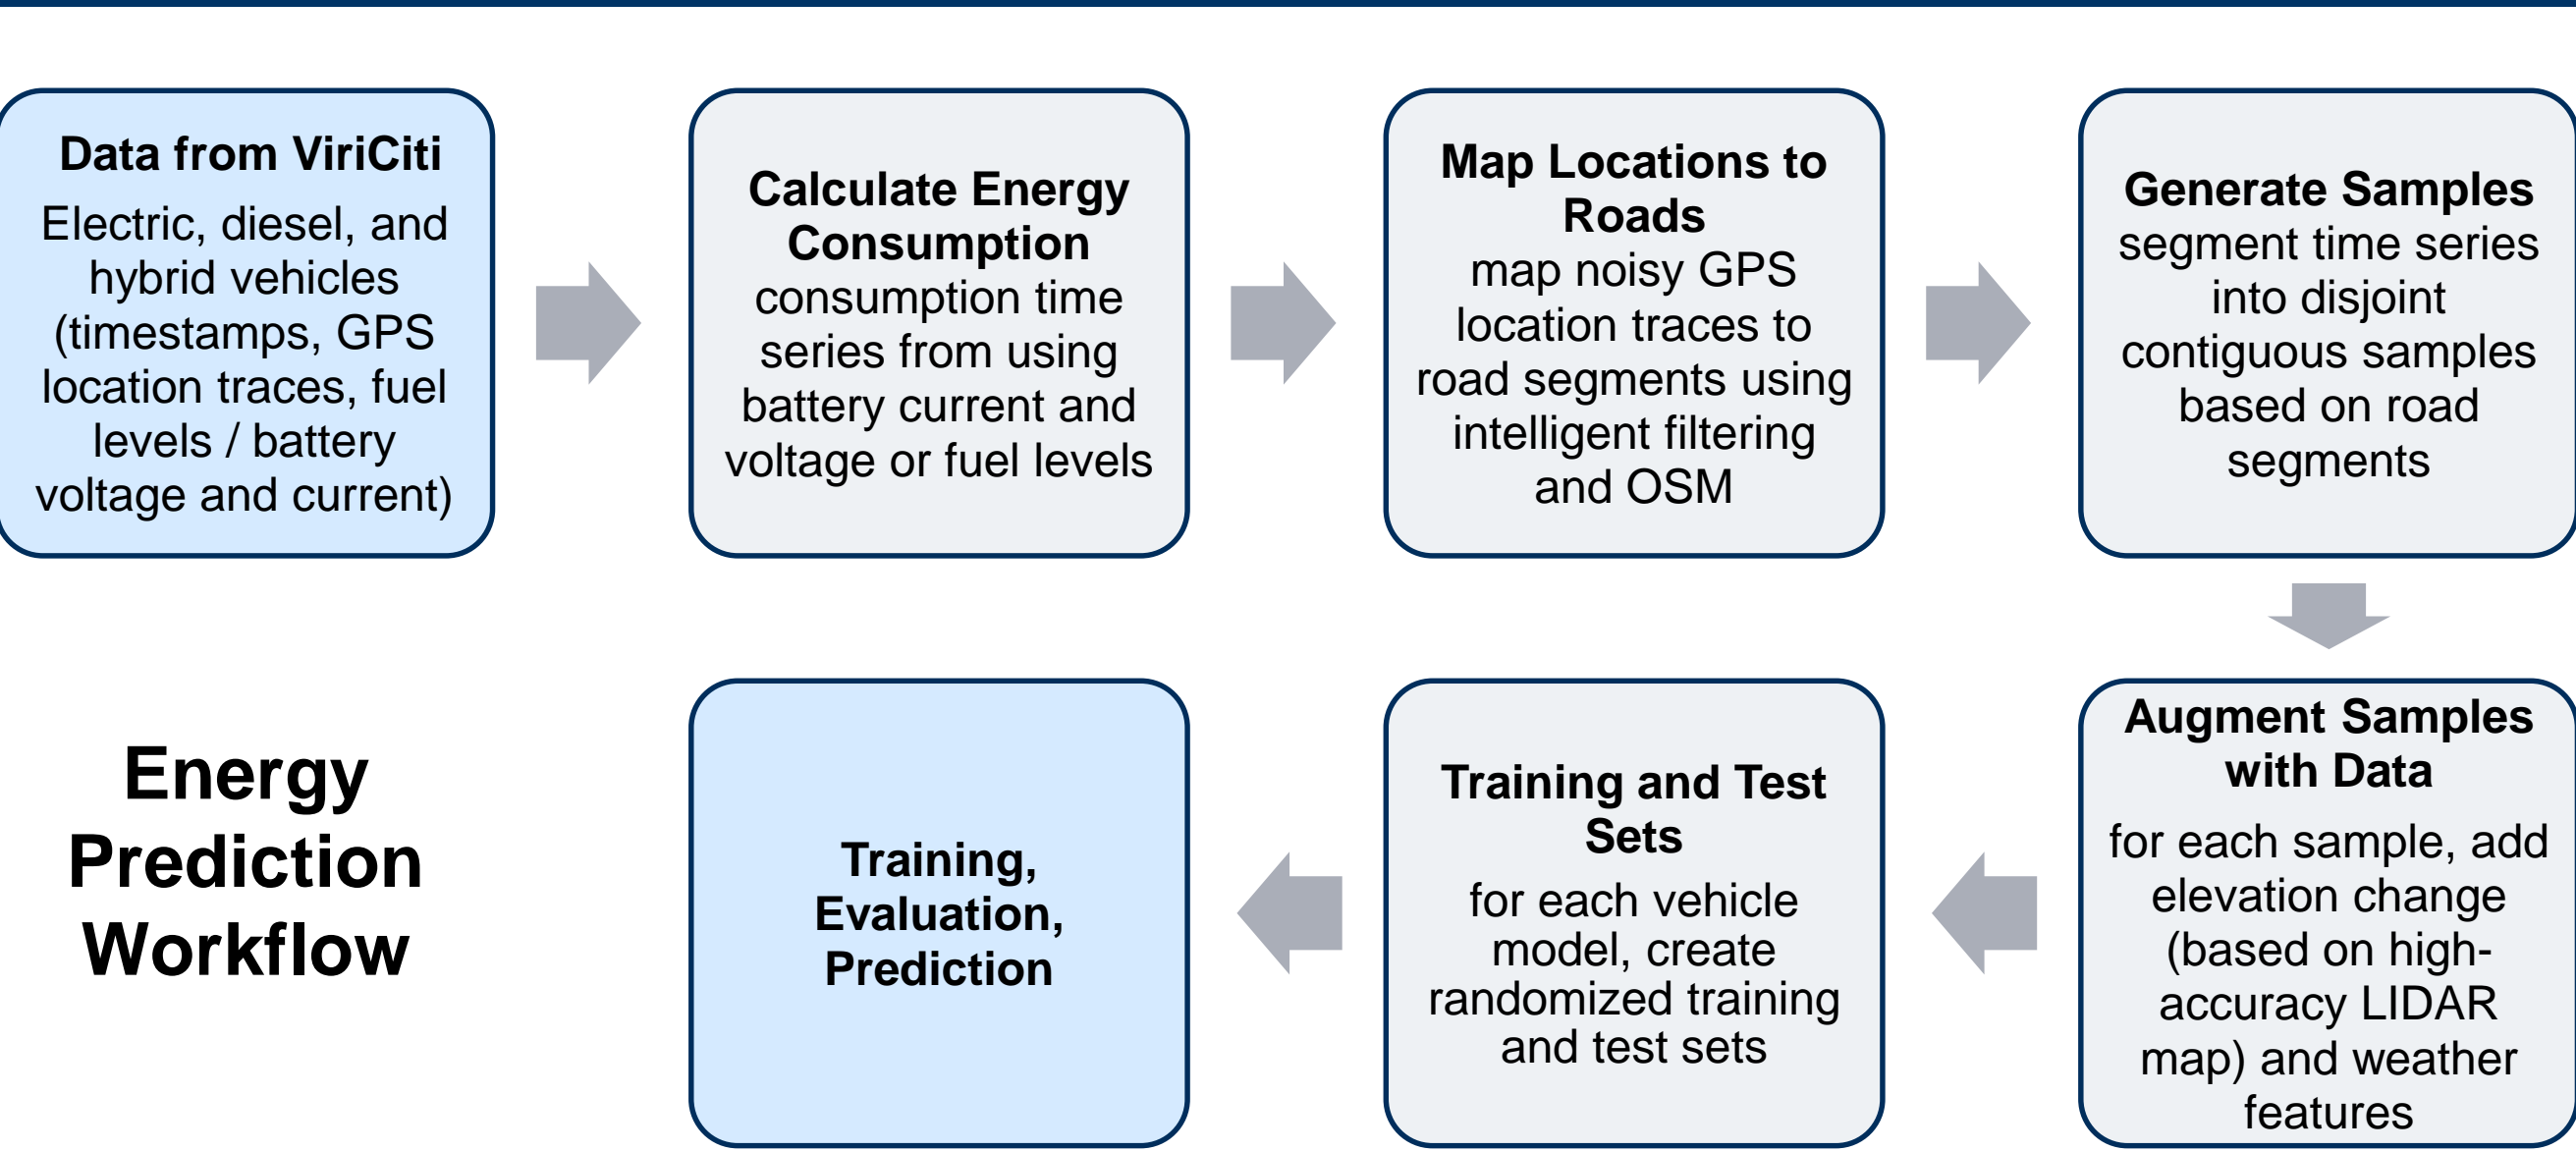 Data from ViriCiti
Electric, diesel, and
hybrid vehicles
(timestamps, GPS
location traces, fuel
levels / battery
voltage and current)
Calculate Energy
Consumption
consumption time
series from using
battery current and
voltage or fuel levels
Map Locations to
Roads
map noisy GPS
location traces to
road segments using
intelligent filtering
and OSM
Generate Samples
segment time series
into disjoint
contiguous samples
based on road
segments
Augment Samples
with Data
for each sample, add
elevation change
(based on high-
accuracy LIDAR
map) and weather
features
Training and Test
Sets
for each vehicle
model, create
randomized training
and test sets
Training,
Evaluation,
Prediction
Energy
Prediction
Workflow